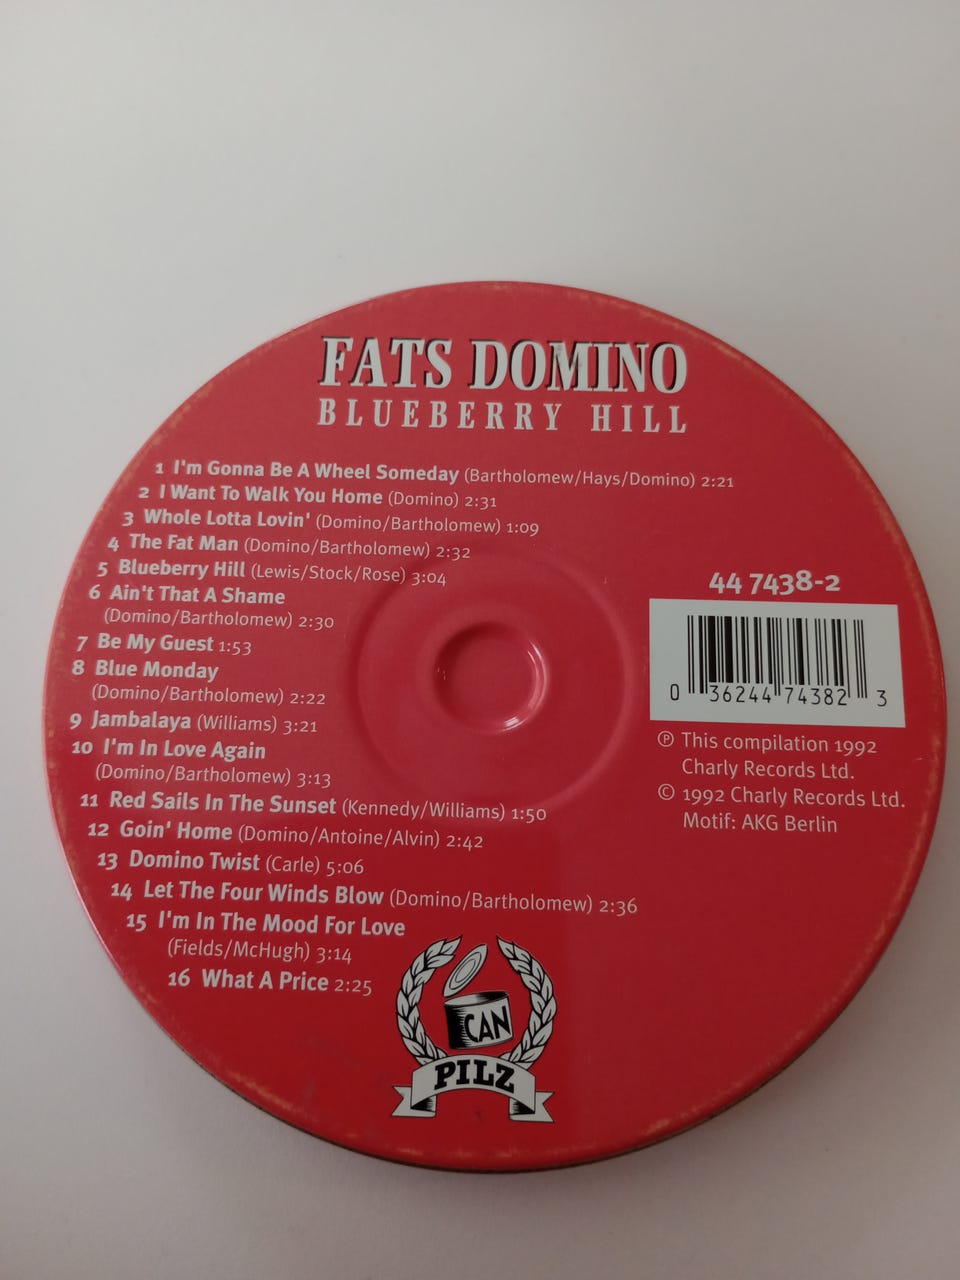 FATS DOMINO
BLUEBERRY HILL
1 I'm Gonna Be A Wheel Someday (Bartholomew/Hays/Domino) 2:21
2 I Want To Walk You Home (Domino) 2:31
3 Whole Lotta Lovin' (Domino/Bartholomew) 1:09
4 The Fat Man (Domino/Bartholomew) 2:32
5 Blueberry Hill (Lewis/Stock/Rose) 3:04
6 Ain't That A Shame
(Domino/Bartholomew) 2:30
7 Be My Guest 1:53
8 Blue Monday
(Domino/Bartholomew) 2:22
9 Jambalaya (Williams) 3:21
10 I'm In Love Again
(Domino/Bartholomew) 3:13
11 Red Sails In The Sunset (Kennedy/Williams) 1:50
12 Goin' Home (Domino/Antoine/Alvin) 2:42
13 Domino Twist (Carle) 5:06
14 Let The Four Winds Blow (Domino/Bartholomew) 2:36
15 I'm In The Mood For Love
(Fields/McHugh) 3:14
16 What A Price 2:25
44 7438-2
0 36244 74382 3
℗ This compilation 1992
Charly Records Ltd.
© 1992 Charly Records Ltd.
Motif: AKG Berlin
CAN
PILZ